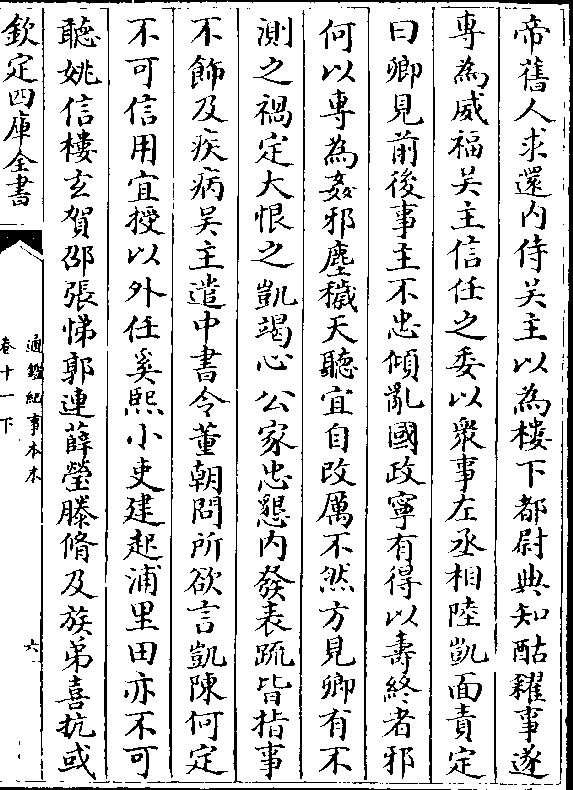 帝舊人求還内侍吴主以為樓下都尉典知酤糴事遂
專為威福吴主信任之委以衆事左丞相陸凱面責定
曰卿見前後事主不忠傾亂國政寧有得以壽終者邪
何以專為姦邪塵穢天聽宜自改厲不然方見卿有不
測之禍定大恨之凱竭心公家忠懇内發表疏皆指事
不飾及疾病吴主遣中書令董朝問所欲言凱陳何定
不可信用宜授以外任奚熙小吏建起浦里田亦不可
聽姚信樓玄賀邵張悌郭連薛瑩滕脩及族弟喜抗或
欽定四庫全書
通鑑紀事本末
卷十一下
六